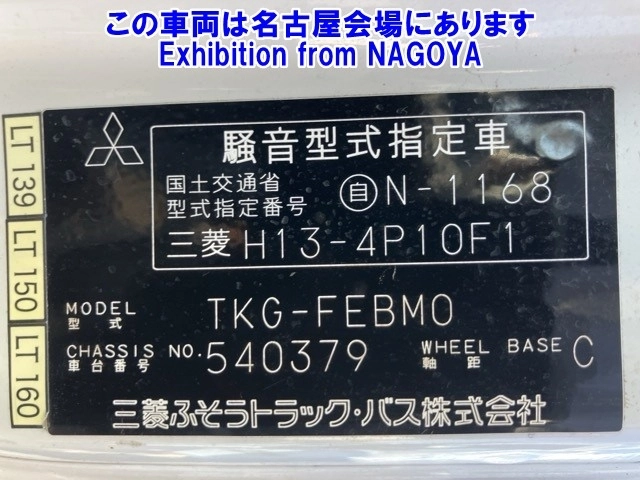 この車両は名古屋会場にあります
Exhibition from NAGOYA
騒音型式指定車
国土交通省
型式指定番号
自 N-1168
三菱 H13-4P10F1
MODEL
型式
TKG-FEBM0
CHASSIS NO.
車台番号
540379
WHEEL BASE
軸距
C
三菱ふそうトラック・バス株式会社
LT 139
LT 150
LT 160